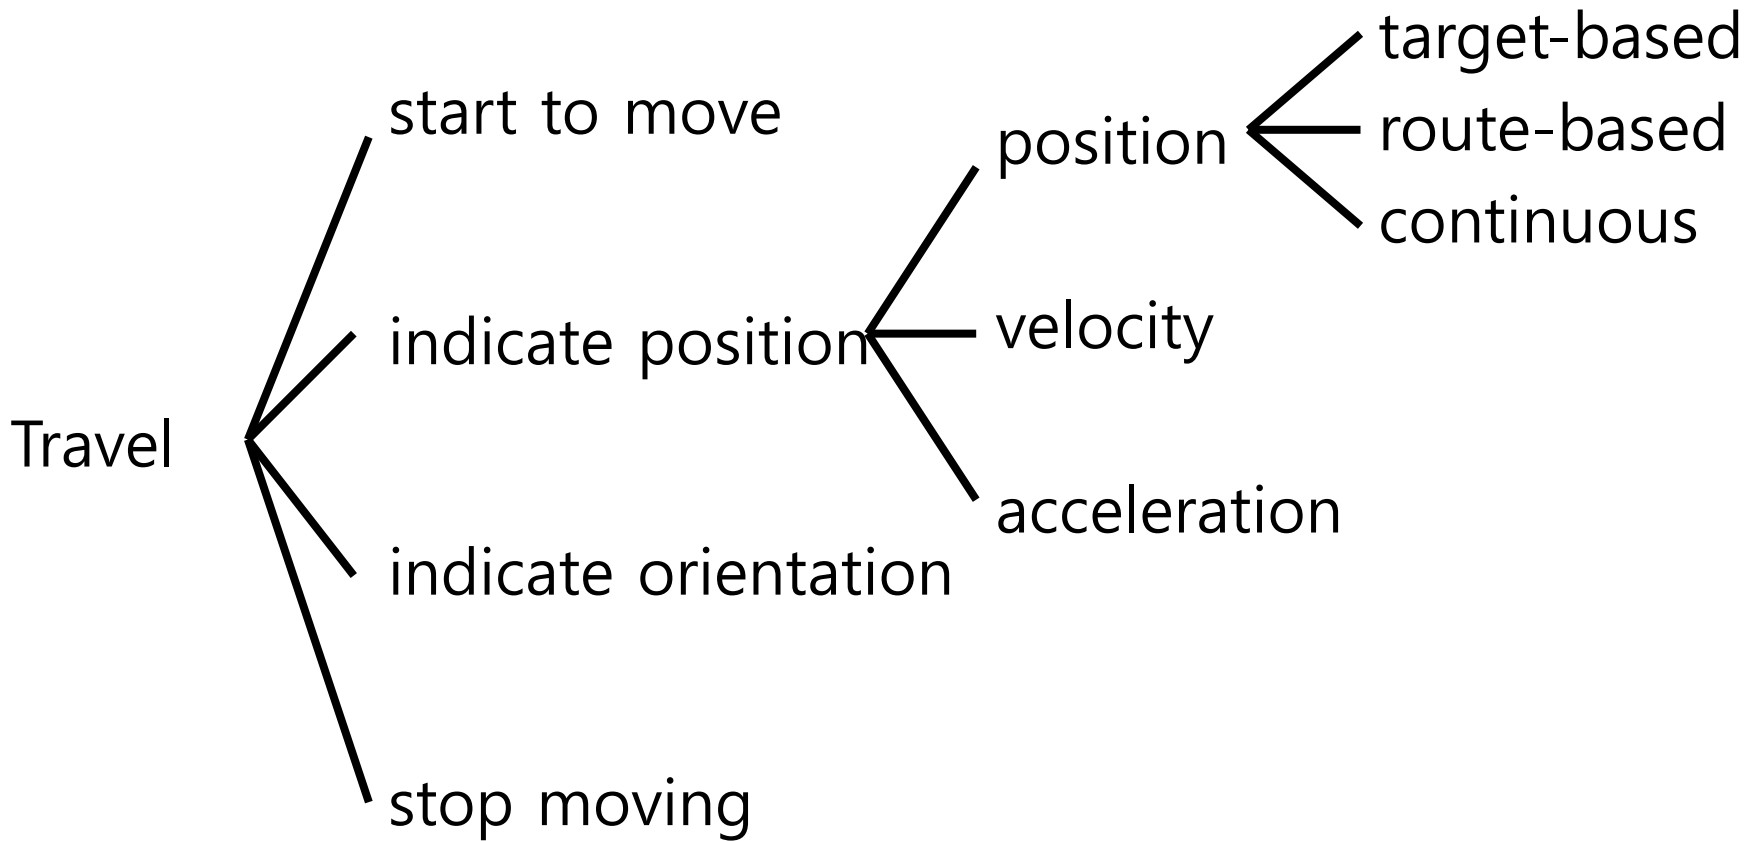 target-based
start to move
position
route-based
continuous
indicate position
velocity
Travel
acceleration
indicate orientation
stop moving